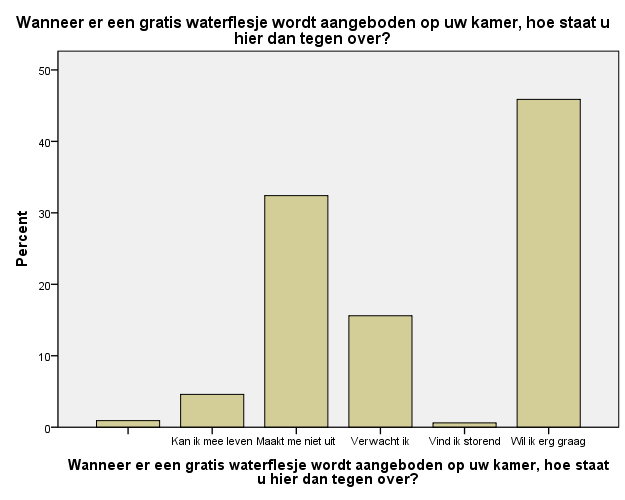 Wanneer er een gratis waterflesje wordt aangeboden op uw kamer, hoe staat u
hier dan tegen over?
50
40
30
20
10
0
Percent
Kan ik mee leven Maakt me niet uit Verwacht ik Vind ik storend Wil ik erg graag
Wanneer er een gratis waterflesje wordt aangeboden op uw kamer, hoe staat
u hier dan tegen over?